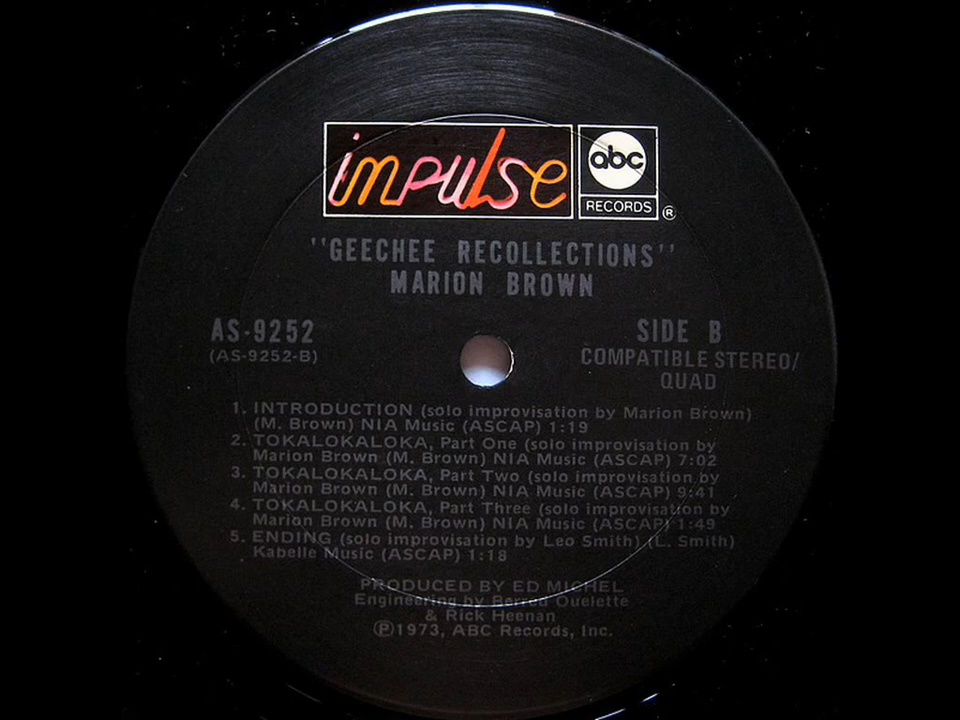 impulse
abc
RECORDS
®
"GEECHEE RECOLLECTIONS"
MARION BROWN
AS-9252
(AS-9252-B)
SIDE B
COMPATIBLE STEREO/
QUAD
1. INTRODUCTION (solo improvisation by Marion Brown)
(M. Brown) NIA Music (ASCAP) 1:19
2. TOKALOKALOKA, Part One (solo improvisation by
Marion Brown (M. Brown) NIA Music (ASCAP) 7:02
3. TOKALOKALOKA, Part Two (solo improvisation by
Marion Brown (M. Brown) NIA Music (ASCAP) 9:41
4. TOKALOKALOKA, Part Three (solo improvisation by
Marion Brown (M. Brown) NIA Music (ASCAP) 1:49
5. ENDING (solo improvisation by Leo Smith) (L. Smith)
Kabelle Music (ASCAP) 1:18
PRODUCED BY ED MICHEL
Engineering by Berred Ouelette
& Rick Heenan
Ⓟ1973, ABC Records, Inc.